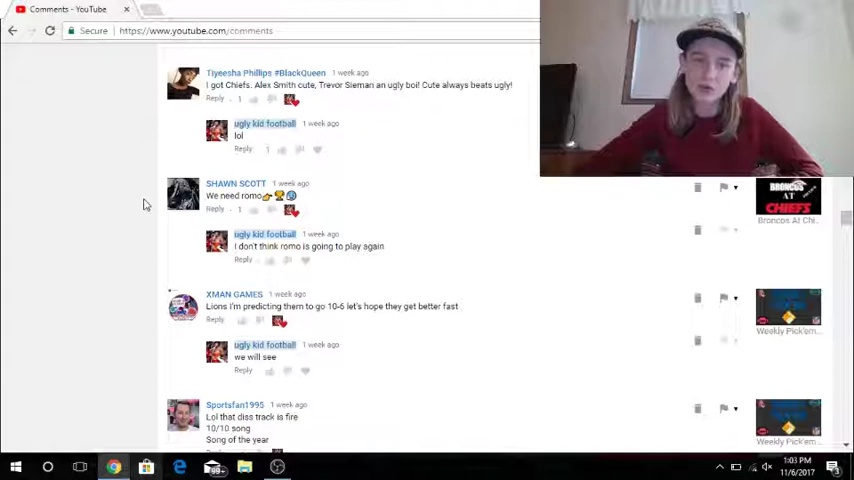 Comments - YouTube
Secure
https://www.youtube.com/comments
Tiyeesha Phillips #BlackQueen 1 week ago
I got Chiefs. Alex Smith cute, Trevor Sieman an ugly boi! Cute always beats ugly!
Reply · 1
ugly kid football 1 week ago
lol
Reply 1
SHAWN SCOTT 1 week ago
We need romo👉🏆
Reply · 1
BRONCOS
AT
CHIEFS
Broncos At Chi..
ugly kid football 1 week ago
I don't think romo is going to play again
Reply
XMAN GAMES 1 week ago
Lions I'm predicting them to go 10-6 let's hope they get better fast
Reply
Weekly Pick'em..
ugly kid football 1 week ago
we will see
Reply
Sportsfan1995 1 week ago
Lol that diss track is fire
10/10 song
Song of the year
Weekly Pick'em..
99+
1:03 PM
11/6/2017
3